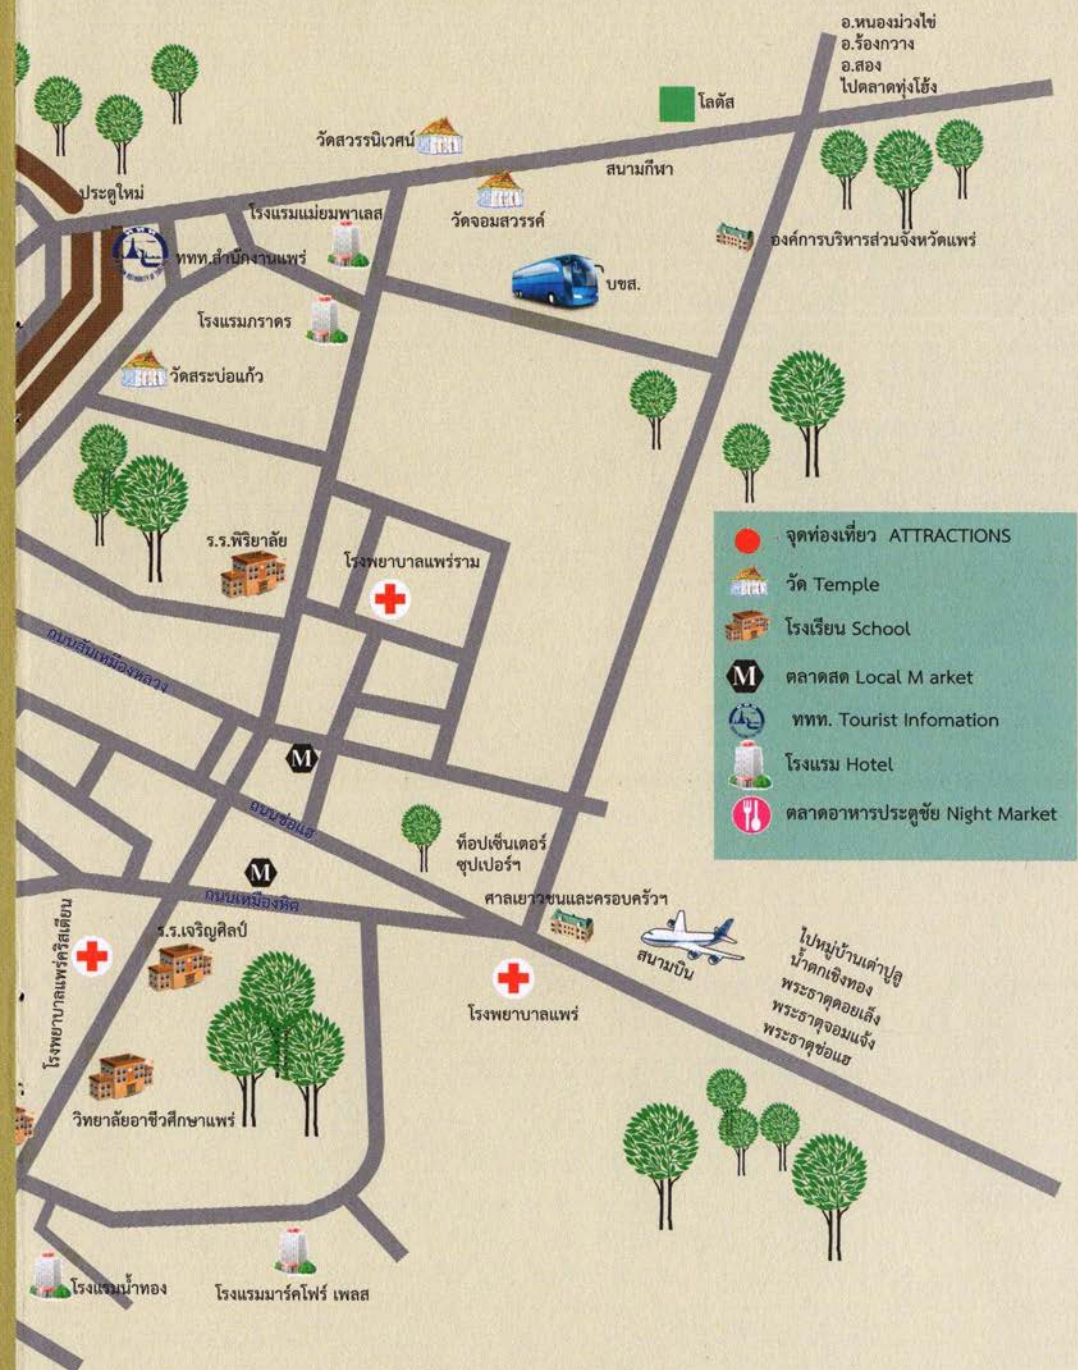 อ.หนองม่วงไข่
อ.ร้องกวาง
อ.สอง
ไปตลาดทุ่งโฮ้ง
โลตัส
วัดสวรรนิเวศน์
สนามกีฬา
ประตูใหม่
โรงแรมแม่ยมพาเลส
วัดจอมสวรรค์
องค์การบริหารส่วนจังหวัดแพร่
ททท.สำนักงานแพร่
บขส.
โรงแรมภราดร
วัดสระบ่อแก้ว
ร.ร.พิริยาลัย
โรงพยาบาลแพร่ราม
จุดท่องเที่ยว ATTRACTIONS
วัด Temple
โรงเรียน School
M ตลาดสด Local M arket
ททท. Tourist Infomation
โรงแรม Hotel
ตลาดอาหารประตูชัย Night Market
ถนนสันเหมืองหลวง
M
ถนนช่อแฮ
ท็อปเซ็นเตอร์
ซุปเปอร์ฯ
M
ถนนเหมืองหิต
ศาลเยาวชนและครอบครัวฯ
ร.ร.เจริญศิลป์
โรงพยาบาลแพร่คริสเตียน
สนามบิน
โรงพยาบาลแพร่
ไปหมู่บ้านเต่าปูลู
น้ำตกเชิงทอง
พระธาตุดอยเล็ง
พระธาตุจอมแจ้ง
พระธาตุช่อแฮ
วิทยาลัยอาชีวศึกษาแพร่
โรงแรมน้ำทอง
โรงแรมมาร์คโฟร์ เพลส